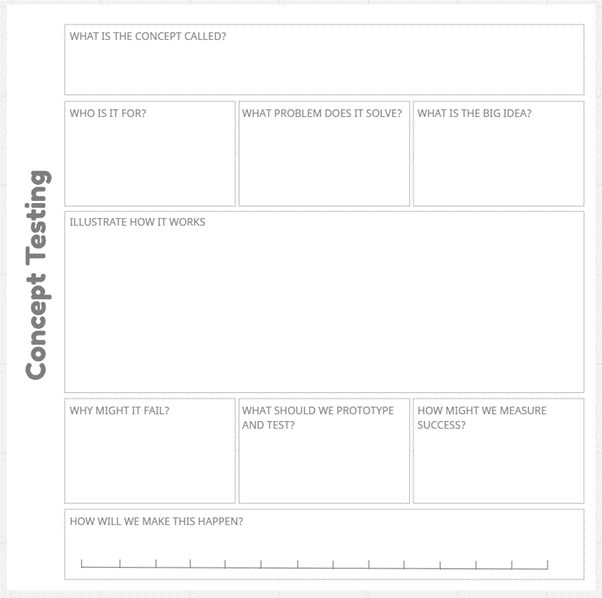 Concept Testing
WHAT IS THE CONCEPT CALLED?
WHO IS IT FOR?
WHAT PROBLEM DOES IT SOLVE?
WHAT IS THE BIG IDEA?
ILLUSTRATE HOW IT WORKS
WHY MIGHT IT FAIL?
WHAT SHOULD WE PROTOTYPE
AND TEST?
HOW MIGHT WE MEASURE
SUCCESS?
HOW WILL WE MAKE THIS HAPPEN?